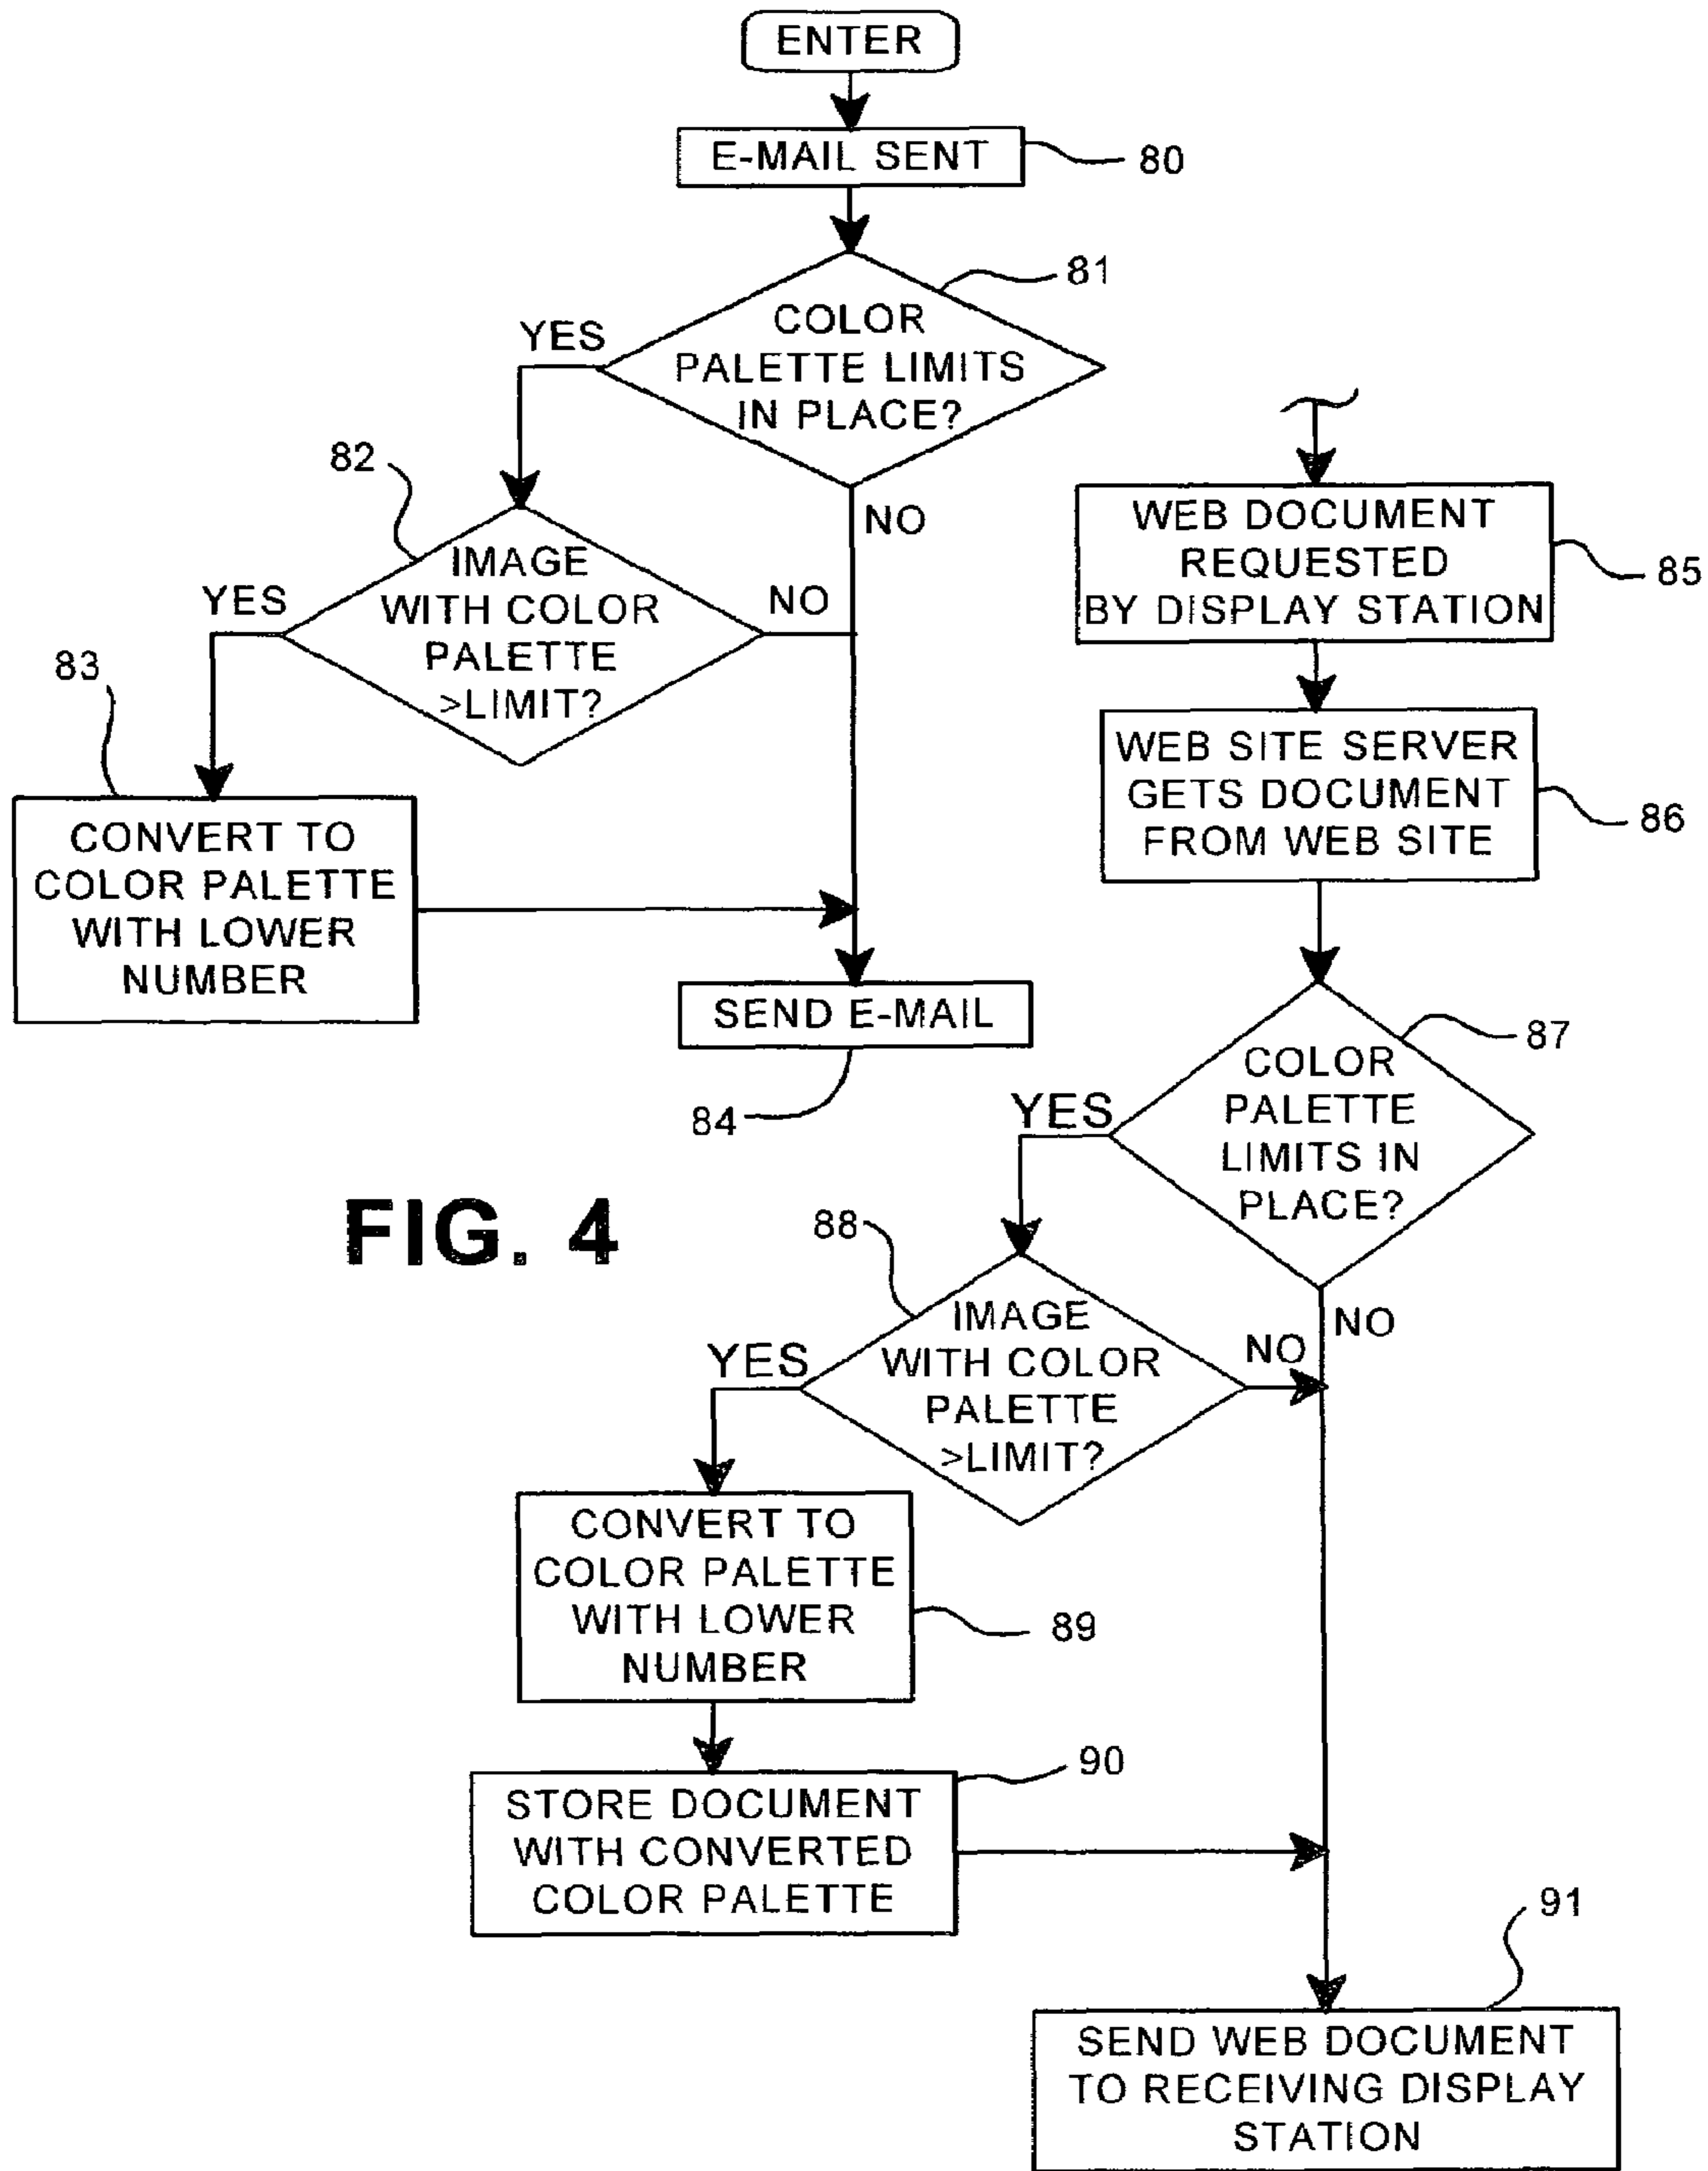 ENTER
E-MAIL SENT
80
81
COLOR
PALETTE LIMITS
IN PLACE?
YES
NO
82
IMAGE
WITH COLOR
PALETTE
>LIMIT?
YES
NO
83
CONVERT TO
COLOR PALETTE
WITH LOWER
NUMBER
SEND E-MAIL
84
WEB DOCUMENT
REQUESTED
BY DISPLAY STATION
85
WEB SITE SERVER
GETS DOCUMENT
FROM WEB SITE
86
87
COLOR
PALETTE
LIMITS IN
PLACE?
YES
NO
FIG. 4
88
IMAGE
WITH COLOR
PALETTE
>LIMIT?
YES
NO
CONVERT TO
COLOR PALETTE
WITH LOWER
NUMBER
89
90
STORE DOCUMENT
WITH CONVERTED
COLOR PALETTE
91
SEND WEB DOCUMENT
TO RECEIVING DISPLAY
STATION